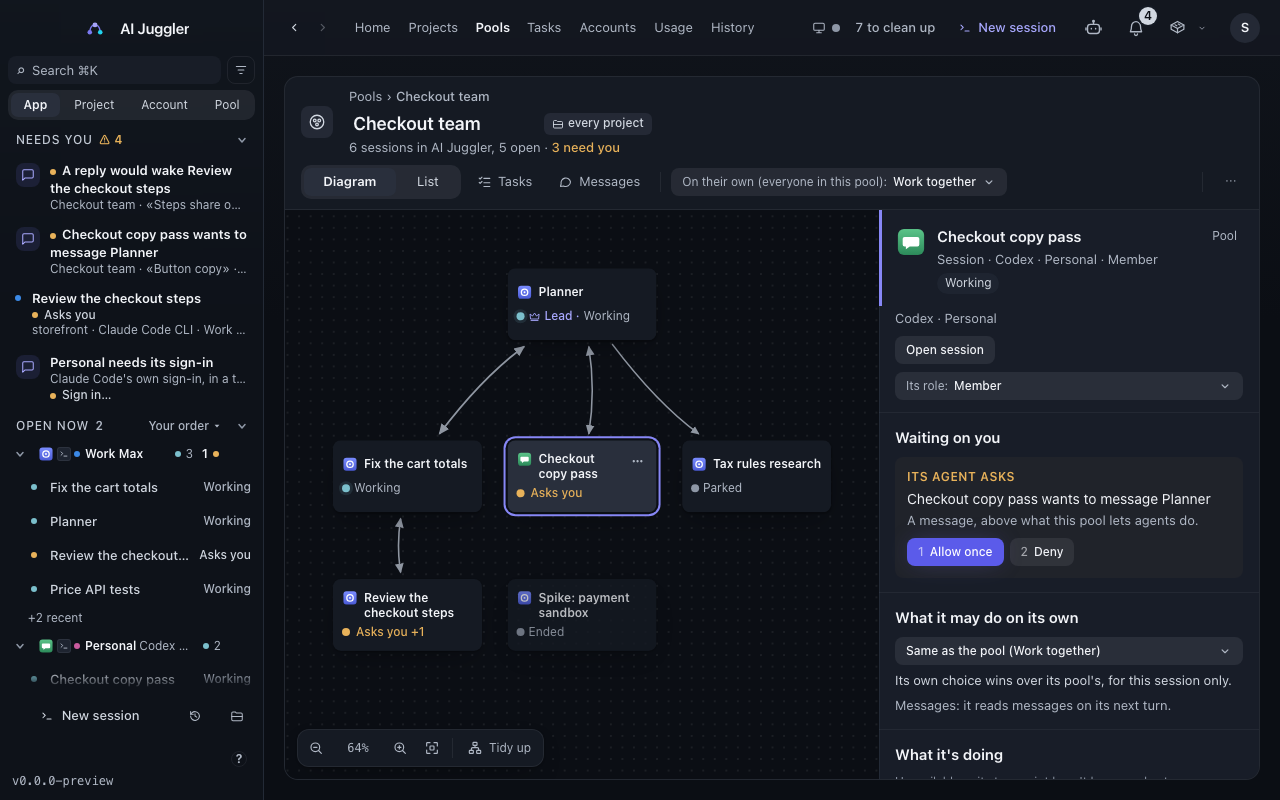 AI Juggler
Search ⌘K
App Project Account Pool
NEEDS YOU 4
A reply would wake Review
the checkout steps
Checkout team · «Steps share o...
Checkout copy pass wants to
message Planner
Checkout team · «Button copy» ·...
Review the checkout steps
Asks you
storefront · Claude Code CLI · Work ...
Personal needs its sign-in
Claude Code's own sign-in, in a t...
Sign in...
OPEN NOW 2 Your order
Work Max 3 1
Fix the cart totals Working
Planner Working
Review the checkout... Asks you
Price API tests Working
+2 recent
Personal Codex ... 2
Checkout copy pass Working
New session
?
v0.0.0-preview
Home Projects Pools Tasks Accounts Usage History
7 to clean up New session 4 S
Pools › Checkout team
Checkout team every project
6 sessions in AI Juggler, 5 open · 3 need you
Diagram List Tasks Messages On their own (everyone in this pool): Work together ...
Planner
Lead · Working
Fix the cart totals
Working
Checkout
copy pass ...
Asks you
Tax rules research
Parked
Review the
checkout steps
Asks you +1
Spike: payment
sandbox
Ended
64% Tidy up
Checkout copy pass Pool
Session · Codex · Personal · Member
Working
Codex · Personal
Open session
Its role: Member
Waiting on you
ITS AGENT ASKS
Checkout copy pass wants to message Planner
A message, above what this pool lets agents do.
1 Allow once 2 Deny
What it may do on its own
Same as the pool (Work together)
Its own choice wins over its pool's, for this session only.
Messages: it reads messages on its next turn.
What it's doing